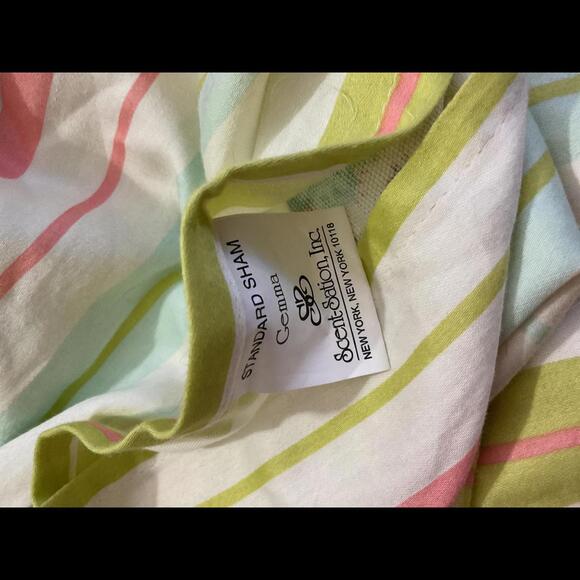 STANDARD SHAM
Gemma
Scent-Sation, Inc.
NEW YORK, NEW YORK 10118